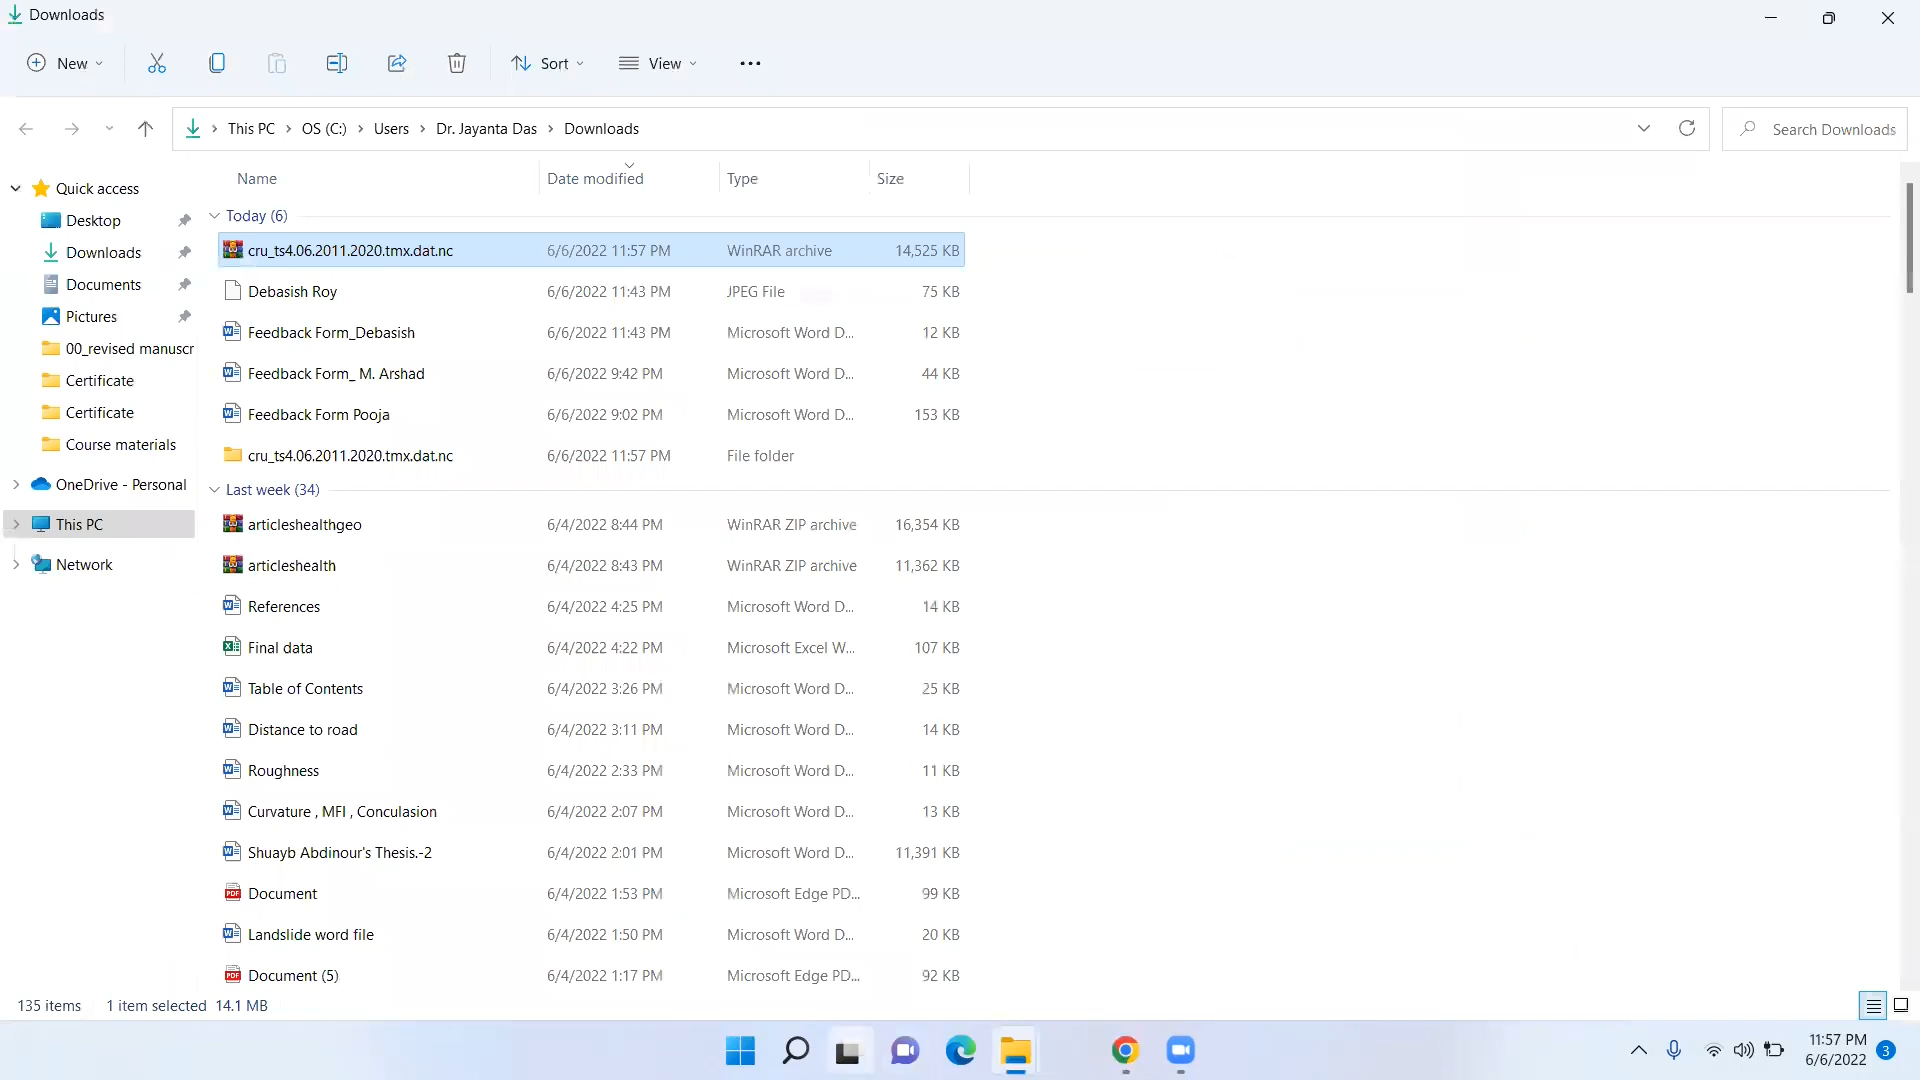 Downloads
New
Sort
View
This PC
OS (C:)
Users
Dr. Jayanta Das
Downloads
Search Downloads
Name Date modified Type Size
Quick access
Desktop
Downloads
Documents
Pictures
00_revised manuscr
Certificate
Certificate
Course materials
OneDrive - Personal
This PC
Network
Today (6)
cru_ts4.06.2011.2020.tmx.dat.nc 6/6/2022 11:57 PM WinRAR archive 14,525 KB
Debasish Roy 6/6/2022 11:43 PM JPEG File 75 KB
Feedback Form_Debasish 6/6/2022 11:43 PM Microsoft Word D... 12 KB
Feedback Form_ M. Arshad 6/6/2022 9:42 PM Microsoft Word D... 44 KB
Feedback Form Pooja 6/6/2022 9:02 PM Microsoft Word D... 153 KB
cru_ts4.06.2011.2020.tmx.dat.nc 6/6/2022 11:57 PM File folder
Last week (34)
articleshealthgeo 6/4/2022 8:44 PM WinRAR ZIP archive 16,354 KB
articleshealth 6/4/2022 8:43 PM WinRAR ZIP archive 11,362 KB
References 6/4/2022 4:25 PM Microsoft Word D... 14 KB
Final data 6/4/2022 4:22 PM Microsoft Excel W... 107 KB
Table of Contents 6/4/2022 3:26 PM Microsoft Word D... 25 KB
Distance to road 6/4/2022 3:11 PM Microsoft Word D... 14 KB
Roughness 6/4/2022 2:33 PM Microsoft Word D... 11 KB
Curvature , MFI , Conculasion 6/4/2022 2:07 PM Microsoft Word D... 13 KB
Shuayb Abdinour's Thesis.-2 6/4/2022 2:01 PM Microsoft Word D... 11,391 KB
Document 6/4/2022 1:53 PM Microsoft Edge PD... 99 KB
Landslide word file 6/4/2022 1:50 PM Microsoft Word D... 20 KB
Document (5) 6/4/2022 1:17 PM Microsoft Edge PD... 92 KB
135 items 1 item selected 14.1 MB
11:57 PM
6/6/2022
3